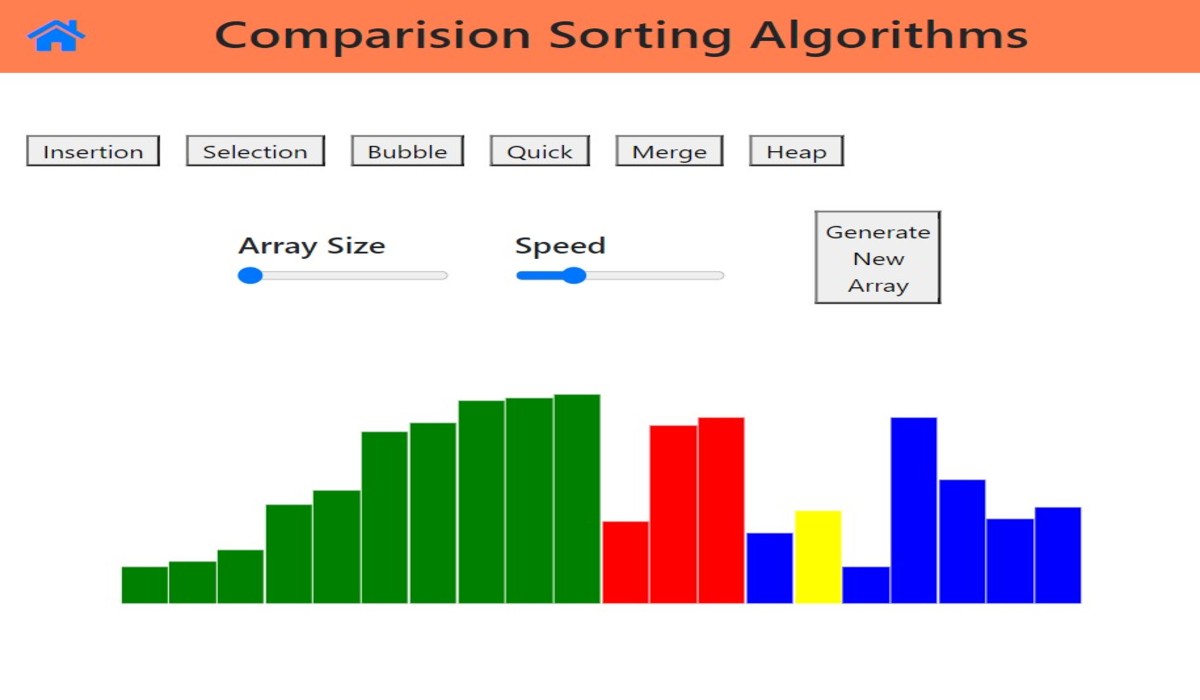 Comparision Sorting Algorithms
Insertion Selection Bubble Quick Merge Heap
Array Size Speed
Generate
New
Array